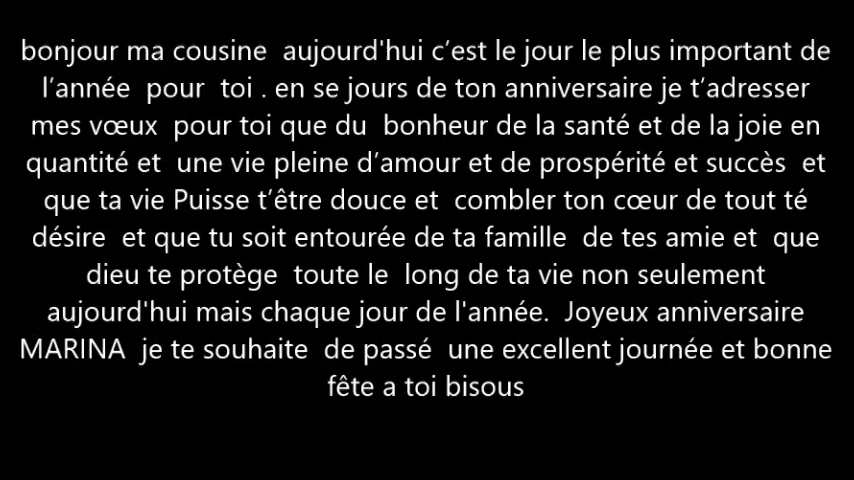 bonjour ma cousine  aujourd'hui c’est le jour le plus important de
l’année  pour  toi . en se jours de ton anniversaire je t’adresser
mes vœux  pour toi que du  bonheur de la santé et de la joie en
quantité et  une vie pleine d’amour et de prospérité et succès  et
que ta vie Puisse t’être douce et  combler ton cœur de tout té
désire  et que tu soit entourée de ta famille  de tes amie et  que
dieu te protège  toute le  long de ta vie non seulement
aujourd'hui mais chaque jour de l'année.  Joyeux anniversaire
MARINA  je te souhaite  de passé  une excellent journée et bonne
fête a toi bisous